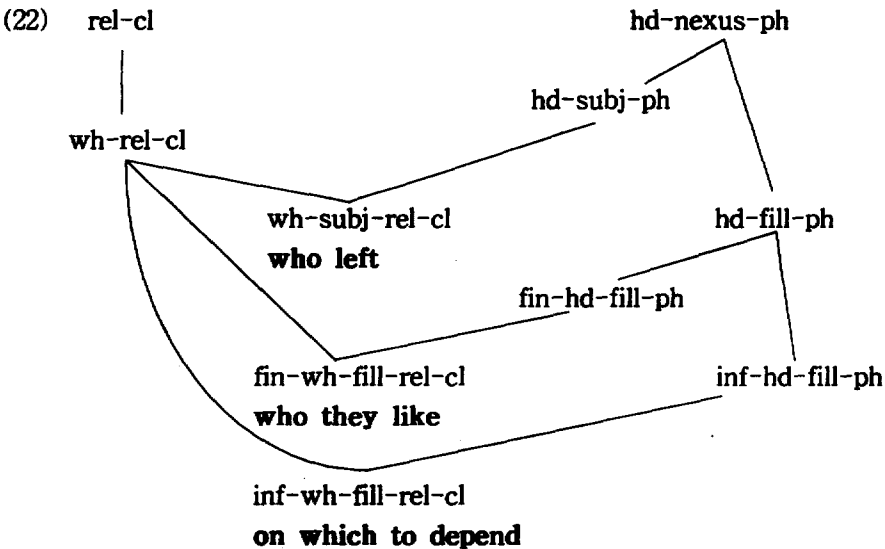 (22) rel-cl hd-nexus-ph
hd-subj-ph
wh-rel-cl
wh-subj-rel-cl hd-fill-ph
who left
fin-hd-fill-ph
fin-wh-fill-rel-cl inf-hd-fill-ph
who they like
inf-wh-fill-rel-cl
on which to depend